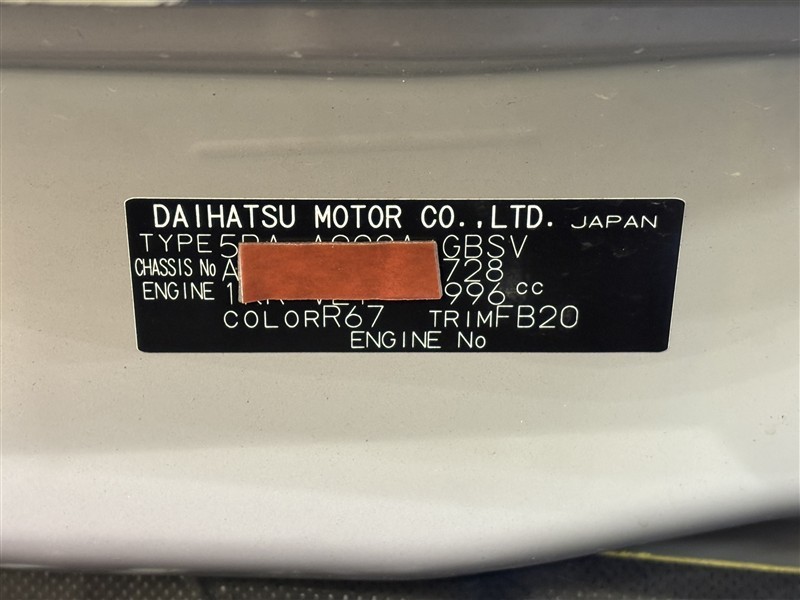 DAIHATSU MOTOR CO.,LTD. JAPAN
TYPE GBSV
CHASSIS No 728
ENGINE 996 cc
COLOR R67 TRIM FB20
ENGINE No